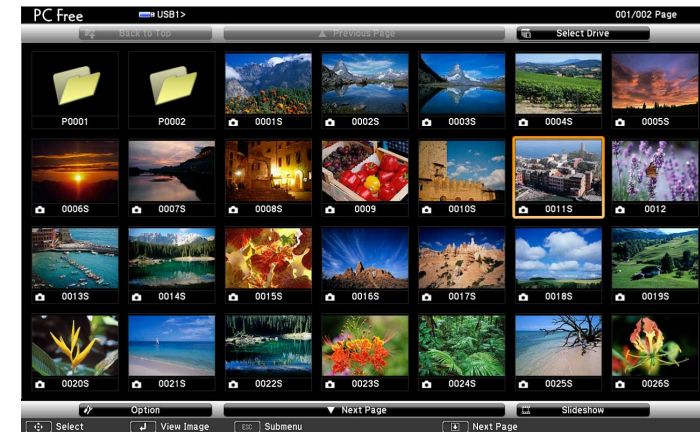 PC Free USB1> 001/002 Page
Back to Top ▲ Previous Page Select Drive
P0001 P0002 0001S 0002S 0003S 0004S 0005S
0006S 0007S 0008S 0009 0010S 0011S 0012
0013S 0014S 0015S 0016S 0017S 0018S 0019S
0020S 0021S 0022S 0023S 0024S 0025S 0026S
Option ▼ Next Page Slideshow
Select View Image ESC Submenu Next Page